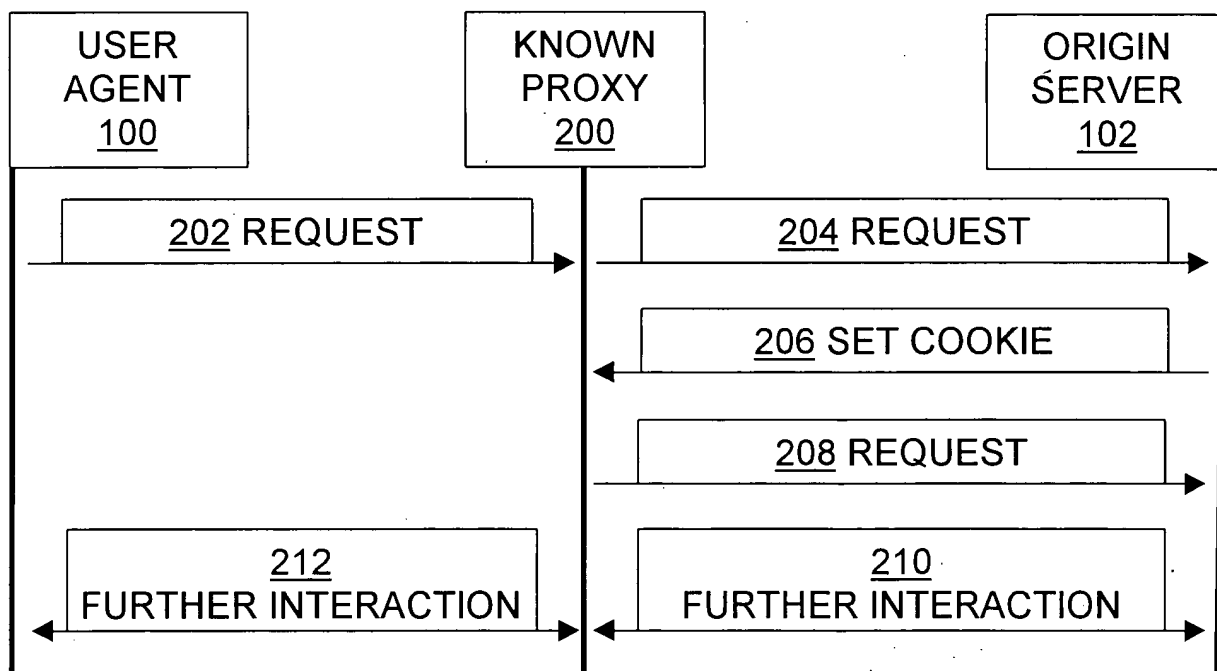 USER
AGENT
100
KNOWN
PROXY
200
ORIGIN
SERVER
102
202 REQUEST
204 REQUEST
206 SET COOKIE
208 REQUEST
212
FURTHER INTERACTION
210
FURTHER INTERACTION